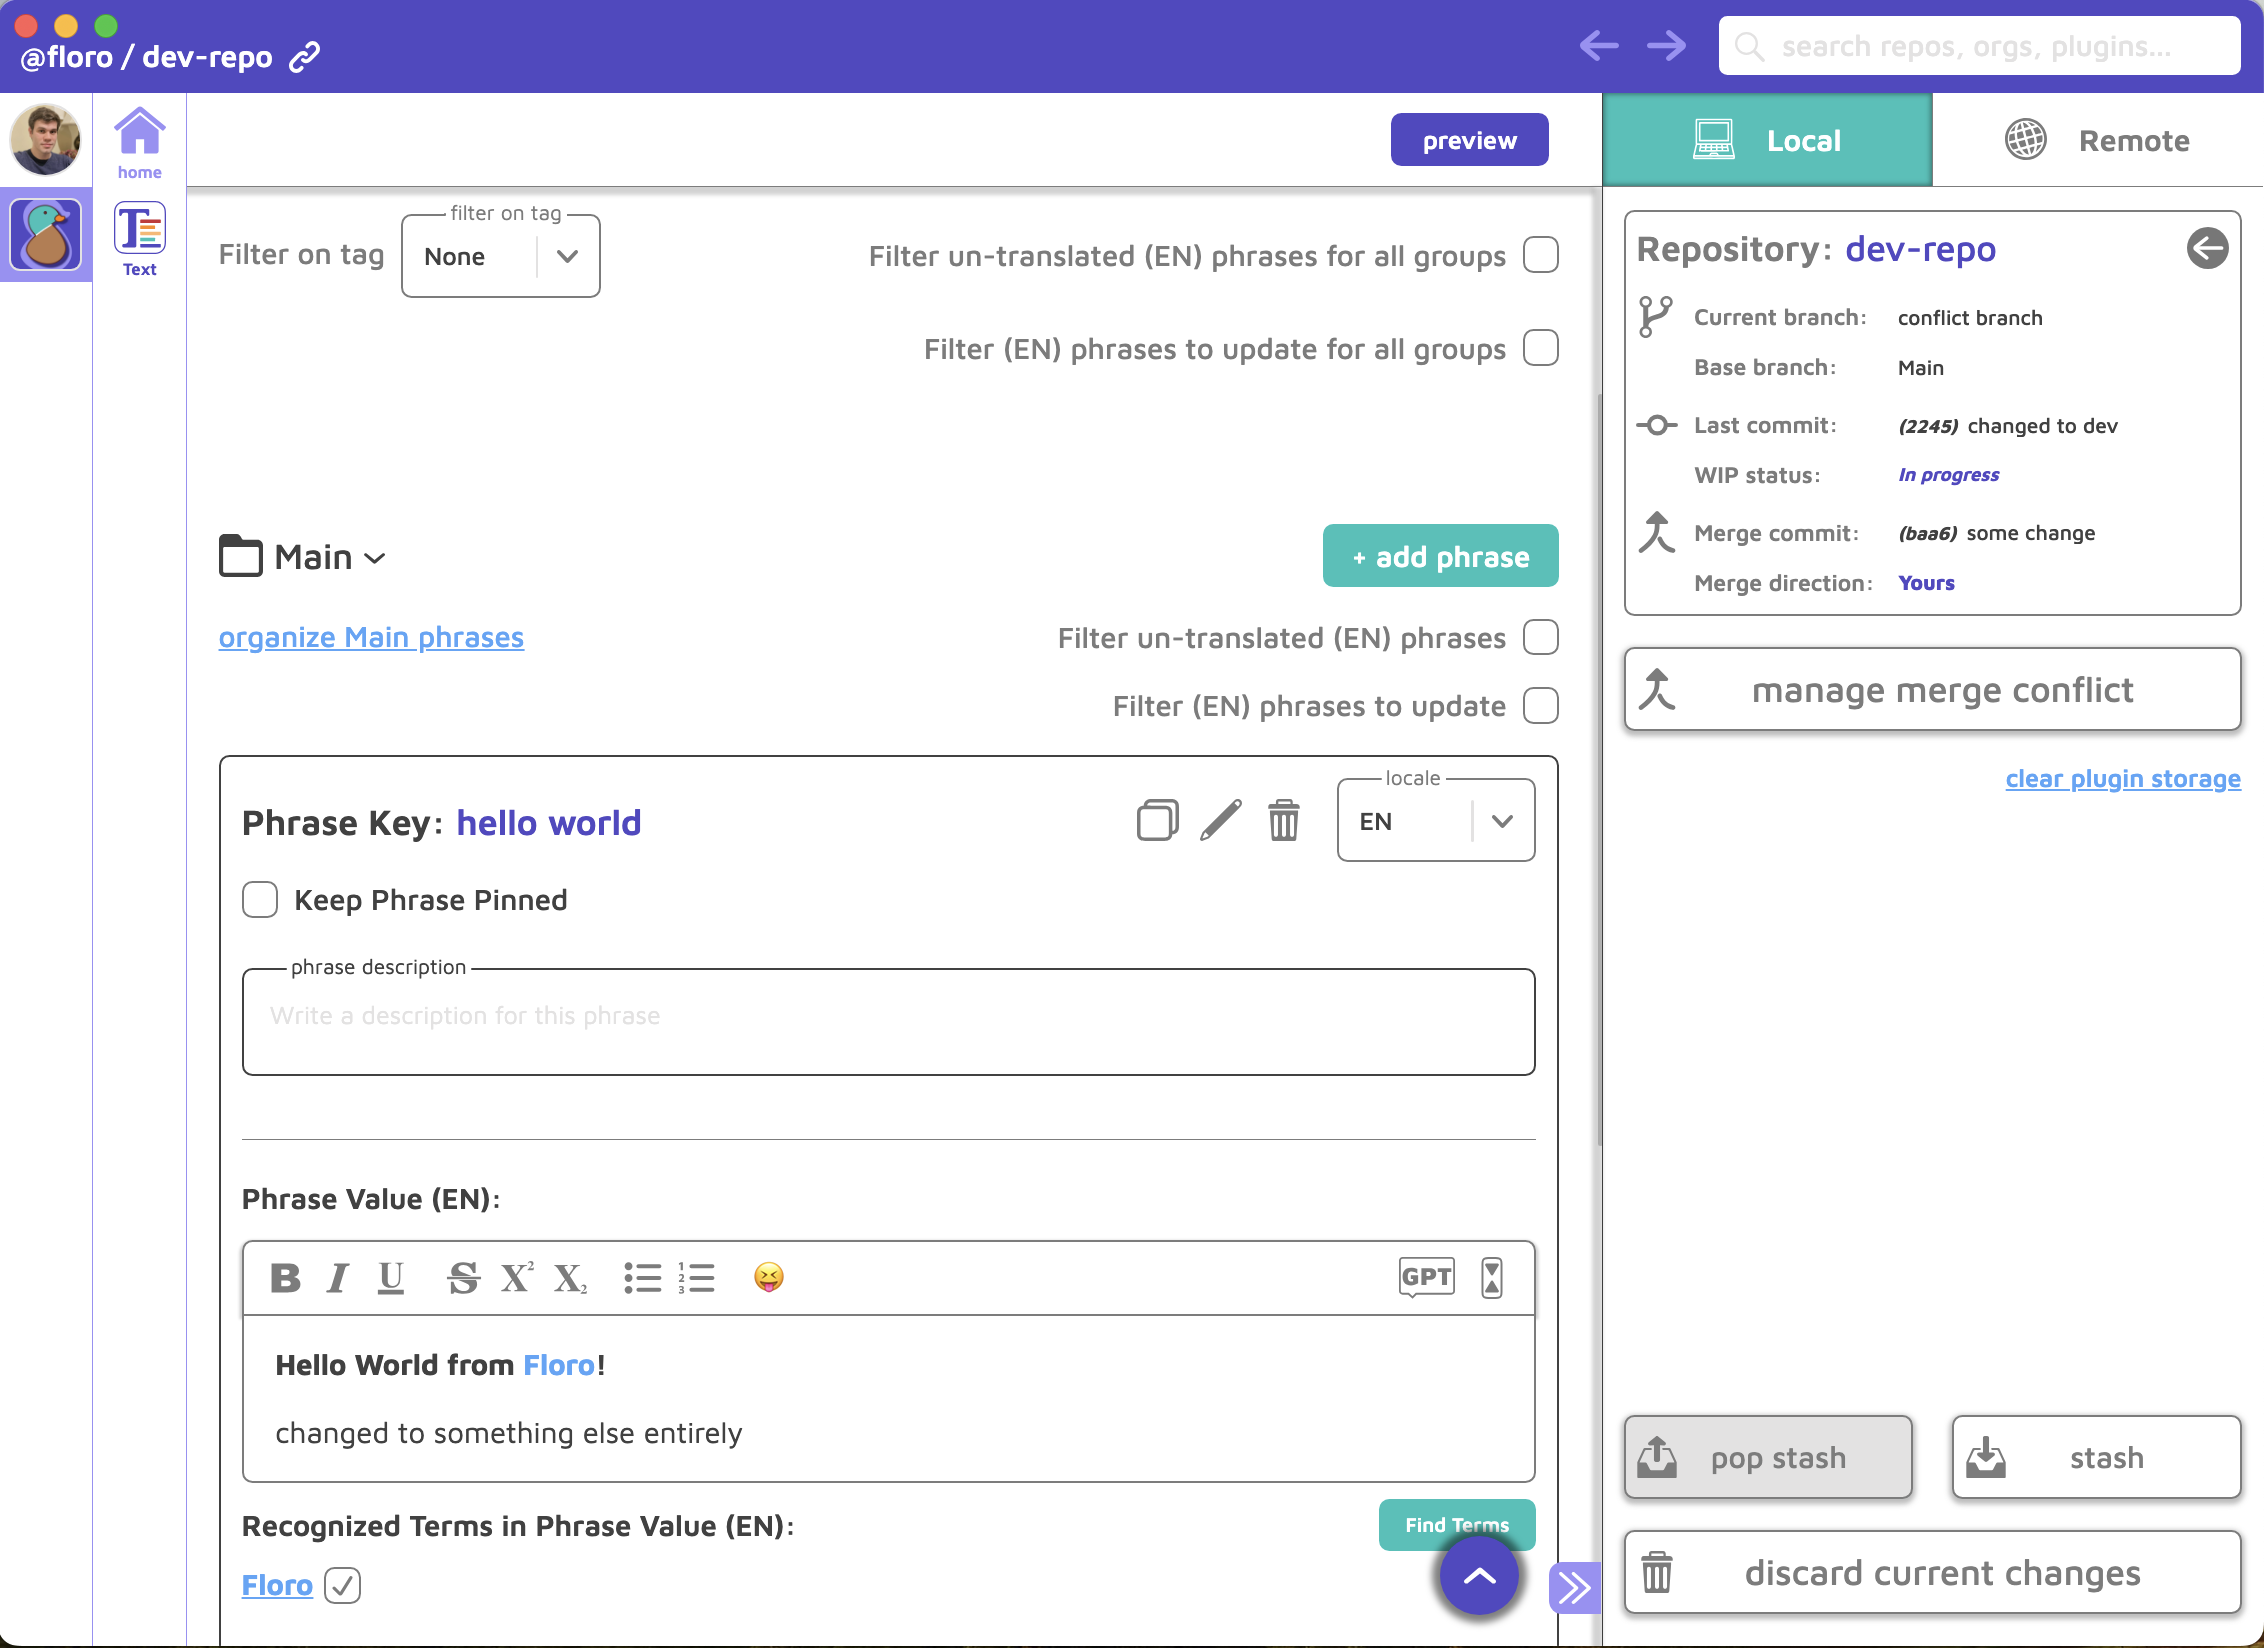 @floro / dev-repo
search repos, orgs, plugins...
home
Text
preview
Local
Remote
Filter on tag
filter on tag
None
Filter un-translated (EN) phrases for all groups
Filter (EN) phrases to update for all groups
Main
+ add phrase
organize Main phrases
Filter un-translated (EN) phrases
Filter (EN) phrases to update
Phrase Key: hello world
locale
EN
Keep Phrase Pinned
phrase description
Write a description for this phrase
Phrase Value (EN):
B I U S X² X₂ 1 2 3 GPT
Hello World from Floro!
changed to something else entirely
Recognized Terms in Phrase Value (EN):
Find Terms
Floro
Repository: dev-repo
Current branch: conflict branch
Base branch: Main
Last commit: (2245) changed to dev
WIP status: In progress
Merge commit: (baa6) some change
Merge direction: Yours
manage merge conflict
clear plugin storage
pop stash
stash
discard current changes